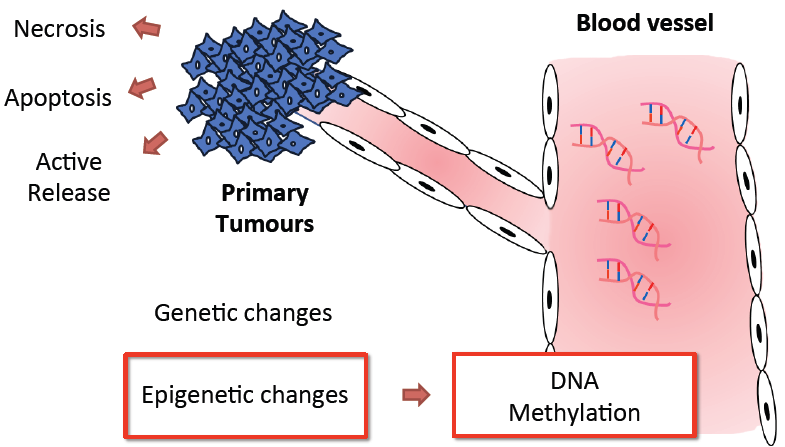 Necrosis
Apoptosis
Active
Release
Primary
Tumours
Blood vessel
Genetic changes
Epigenetic changes
DNA
Methylation